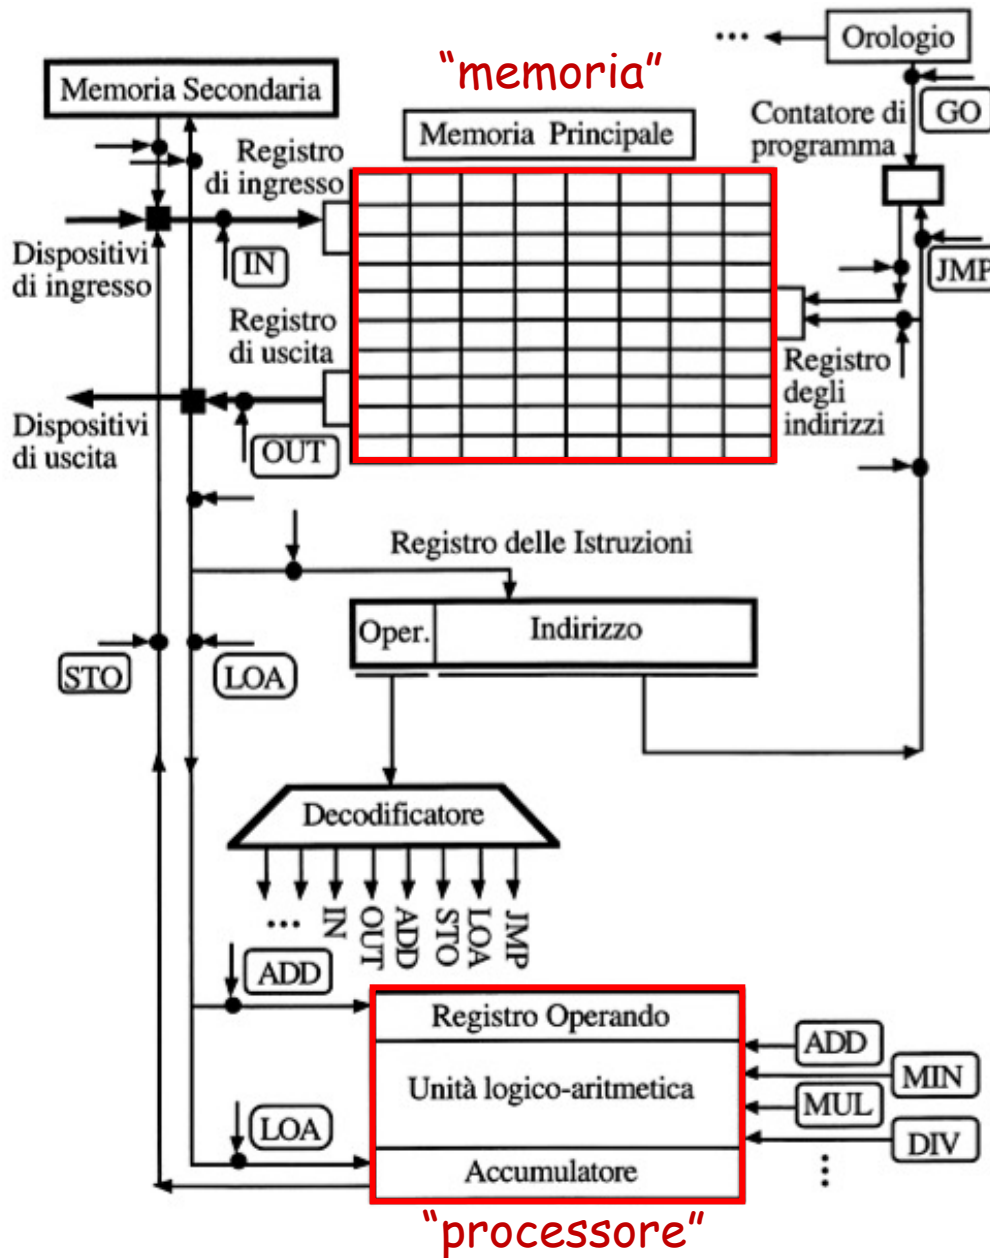 "memoria"
Orologio
Memoria Secondaria
Memoria Principale
Contatore di
programma
GO
Registro
di ingresso
IN
Dispositivi
di ingresso
JMP
Registro
di uscita
Registro
degli
indirizzi
Dispositivi
di uscita
OUT
Registro delle Istruzioni
Oper.
Indirizzo
STO
LOA
Decodificatore
...
IN
OUT
ADD
STO
LOA
JMP
ADD
Registro Operando
Unità logico-aritmetica
Accumulatore
LOA
ADD
MIN
MUL
DIV
"processore"